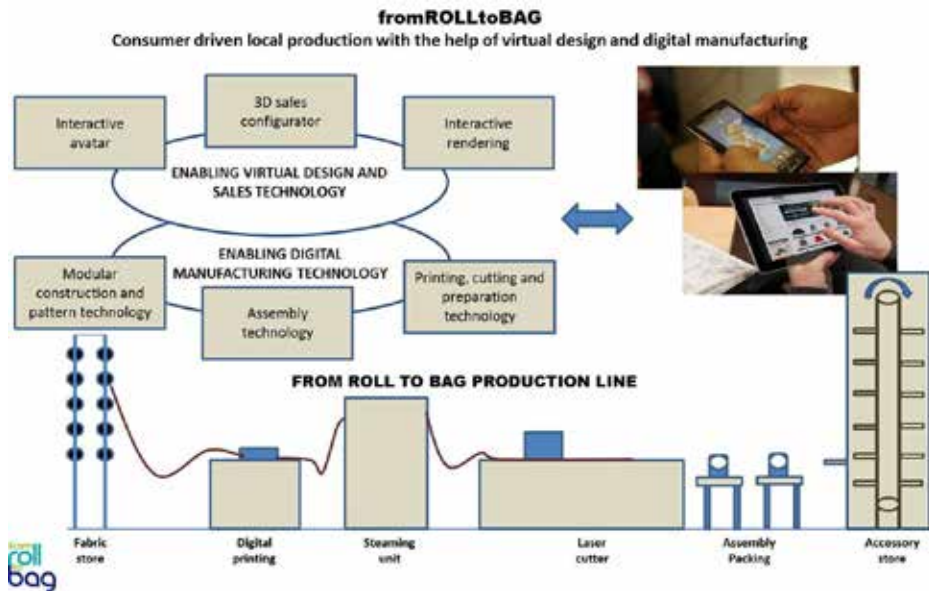 fromROLLtoBAG
Consumer driven local production with the help of virtual design and digital manufacturing
3D sales
configurator
Interactive
avatar
Interactive
rendering
ENABLING VIRTUAL DESIGN AND
SALES TECHNOLOGY
ENABLING DIGITAL
MANUFACTURING TECHNOLOGY
Modular
construction and
pattern technology
Assembly
technology
Printing, cutting and
preparation
technology
FROM ROLL TO BAG PRODUCTION LINE
Fabric
store
Digital
printing
Steaming
unit
Laser
cutter
Assembly
Packing
Accessory
store
roll
bag